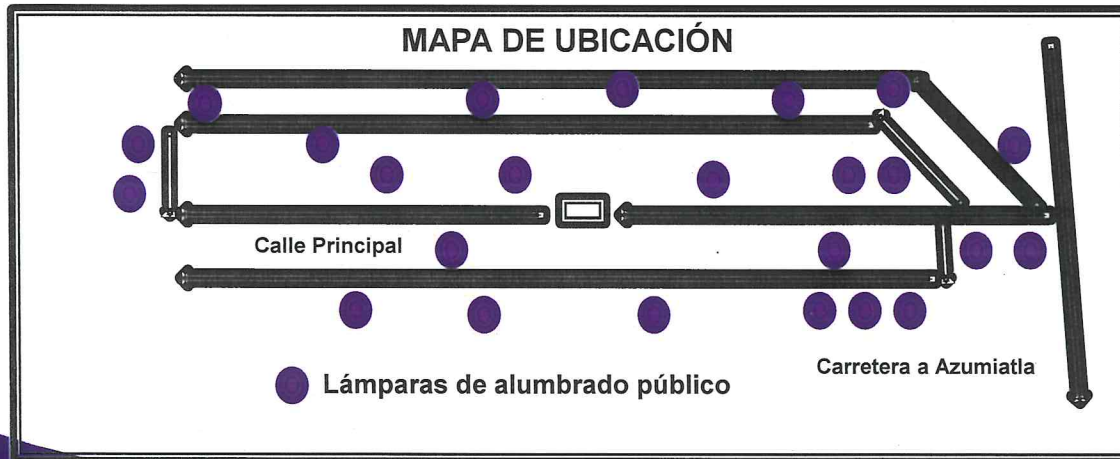 MAPA DE UBICACIÓN
Calle Principal
Carretera a Azumiatla
Lámparas de alumbrado público